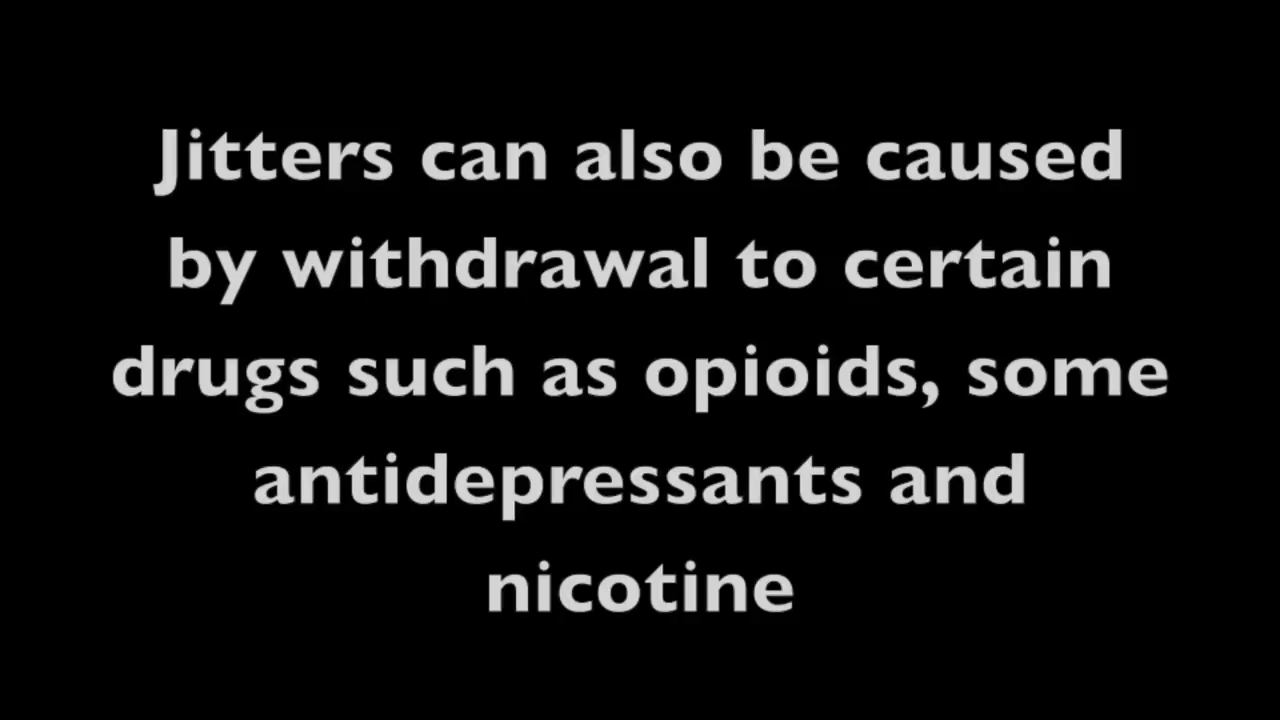 Jitters can also be caused
by withdrawal to certain
drugs such as opioids, some
antidepressants and
nicotine